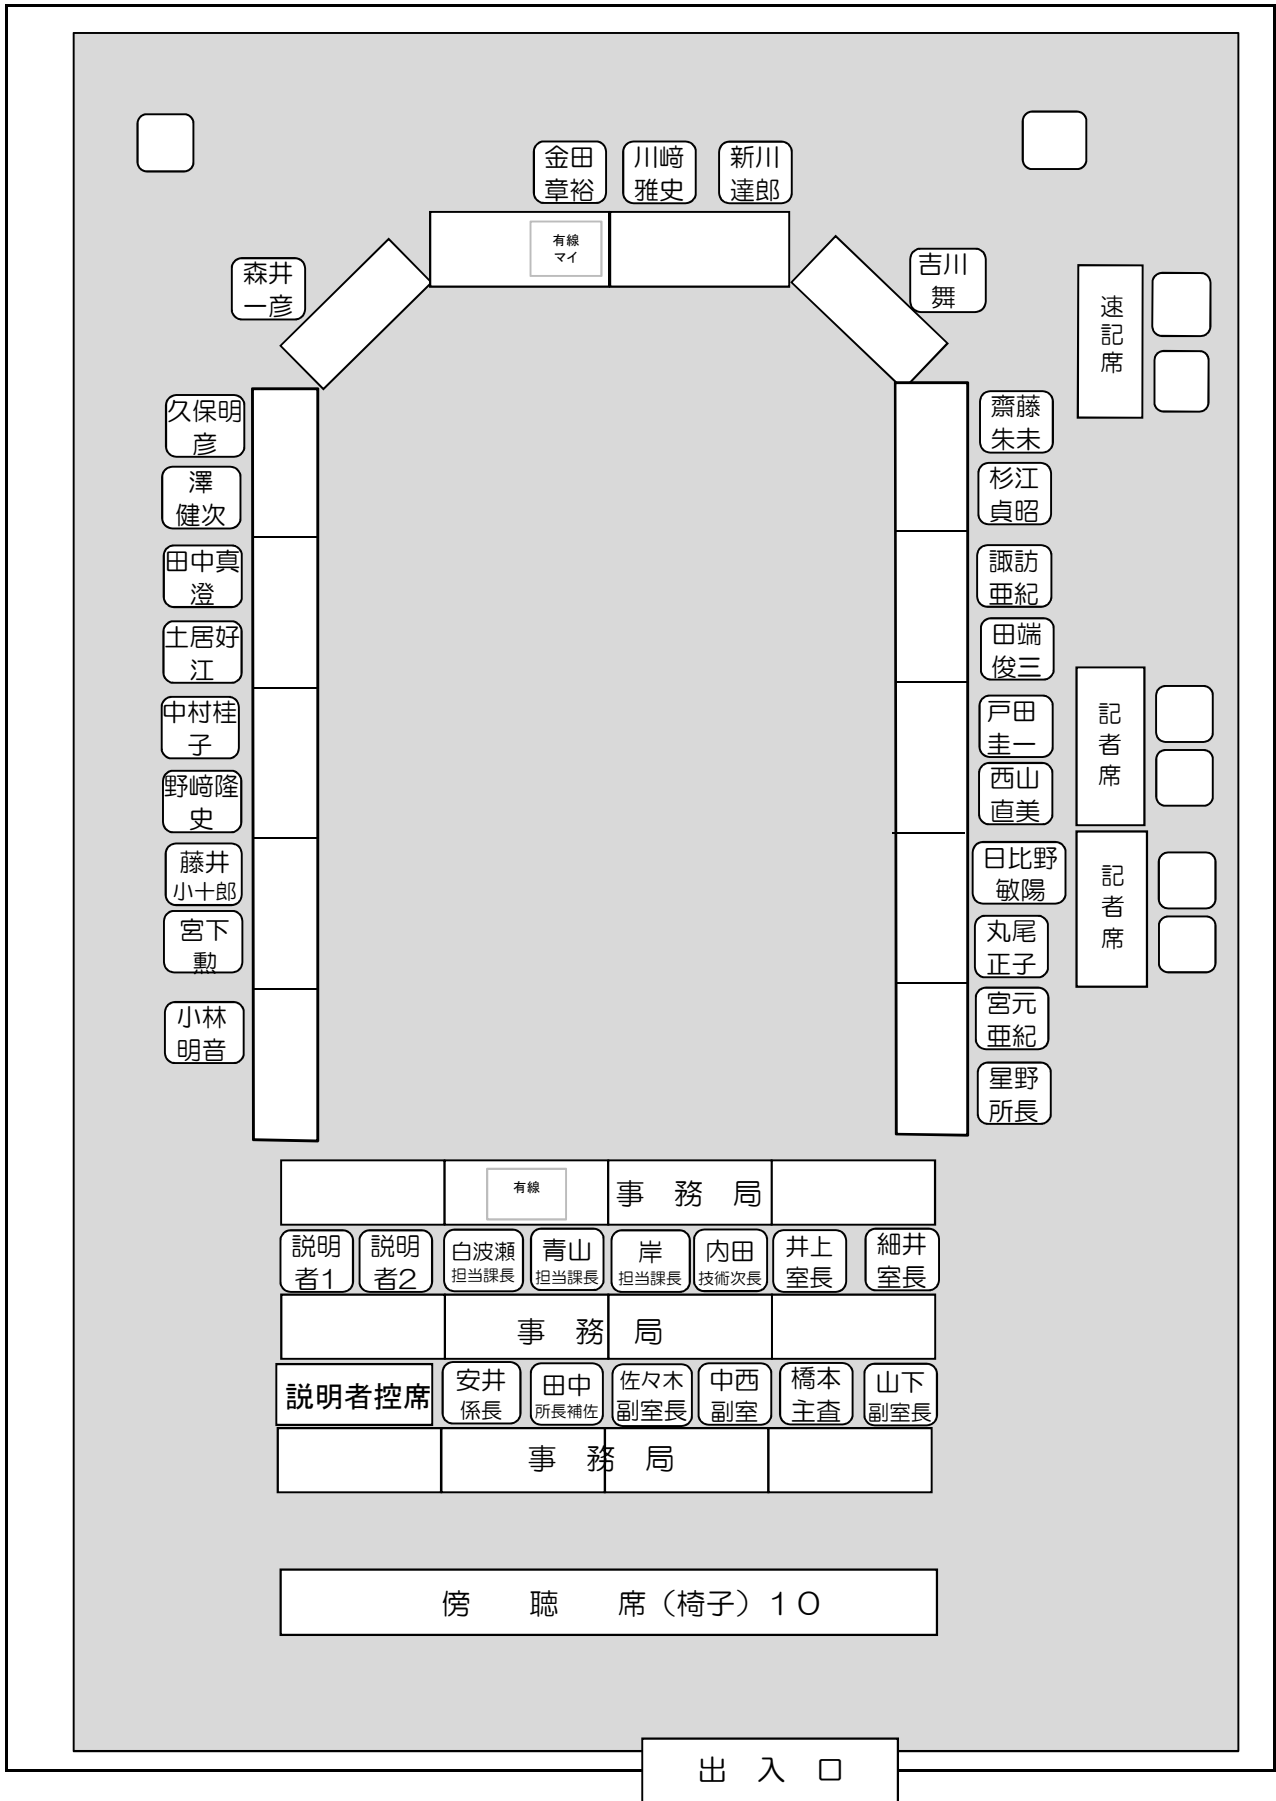 金田
章裕
川﨑
雅史
新川
達郎
有線
マイ
森井
一彦
吉川
舞
速記席
久保明
彦
澤
健次
田中真
澄
土居好
江
中村桂
子
野﨑隆
史
藤井
小十郎
宮下
勲
小林
明音
齋藤
朱未
杉江
貞昭
諏訪
亜紀
田端
俊三
戸田
圭一
西山
直美
日比野
敏陽
丸尾
正子
宮元
亜紀
星野
所長
記者席
記者席
有線
事 務 局
説明
者1
説明
者2
白波瀬
担当課長
青山
担当課長
岸
担当課長
内田
技術次長
井上
室長
細井
室長
事 務 局
説明者控席
安井
係長
田中
所長補佐
佐々木
副室長
中西
副室
橋本
主査
山下
副室長
事 務 局
傍 聴 席（椅子）１０
出 入 口